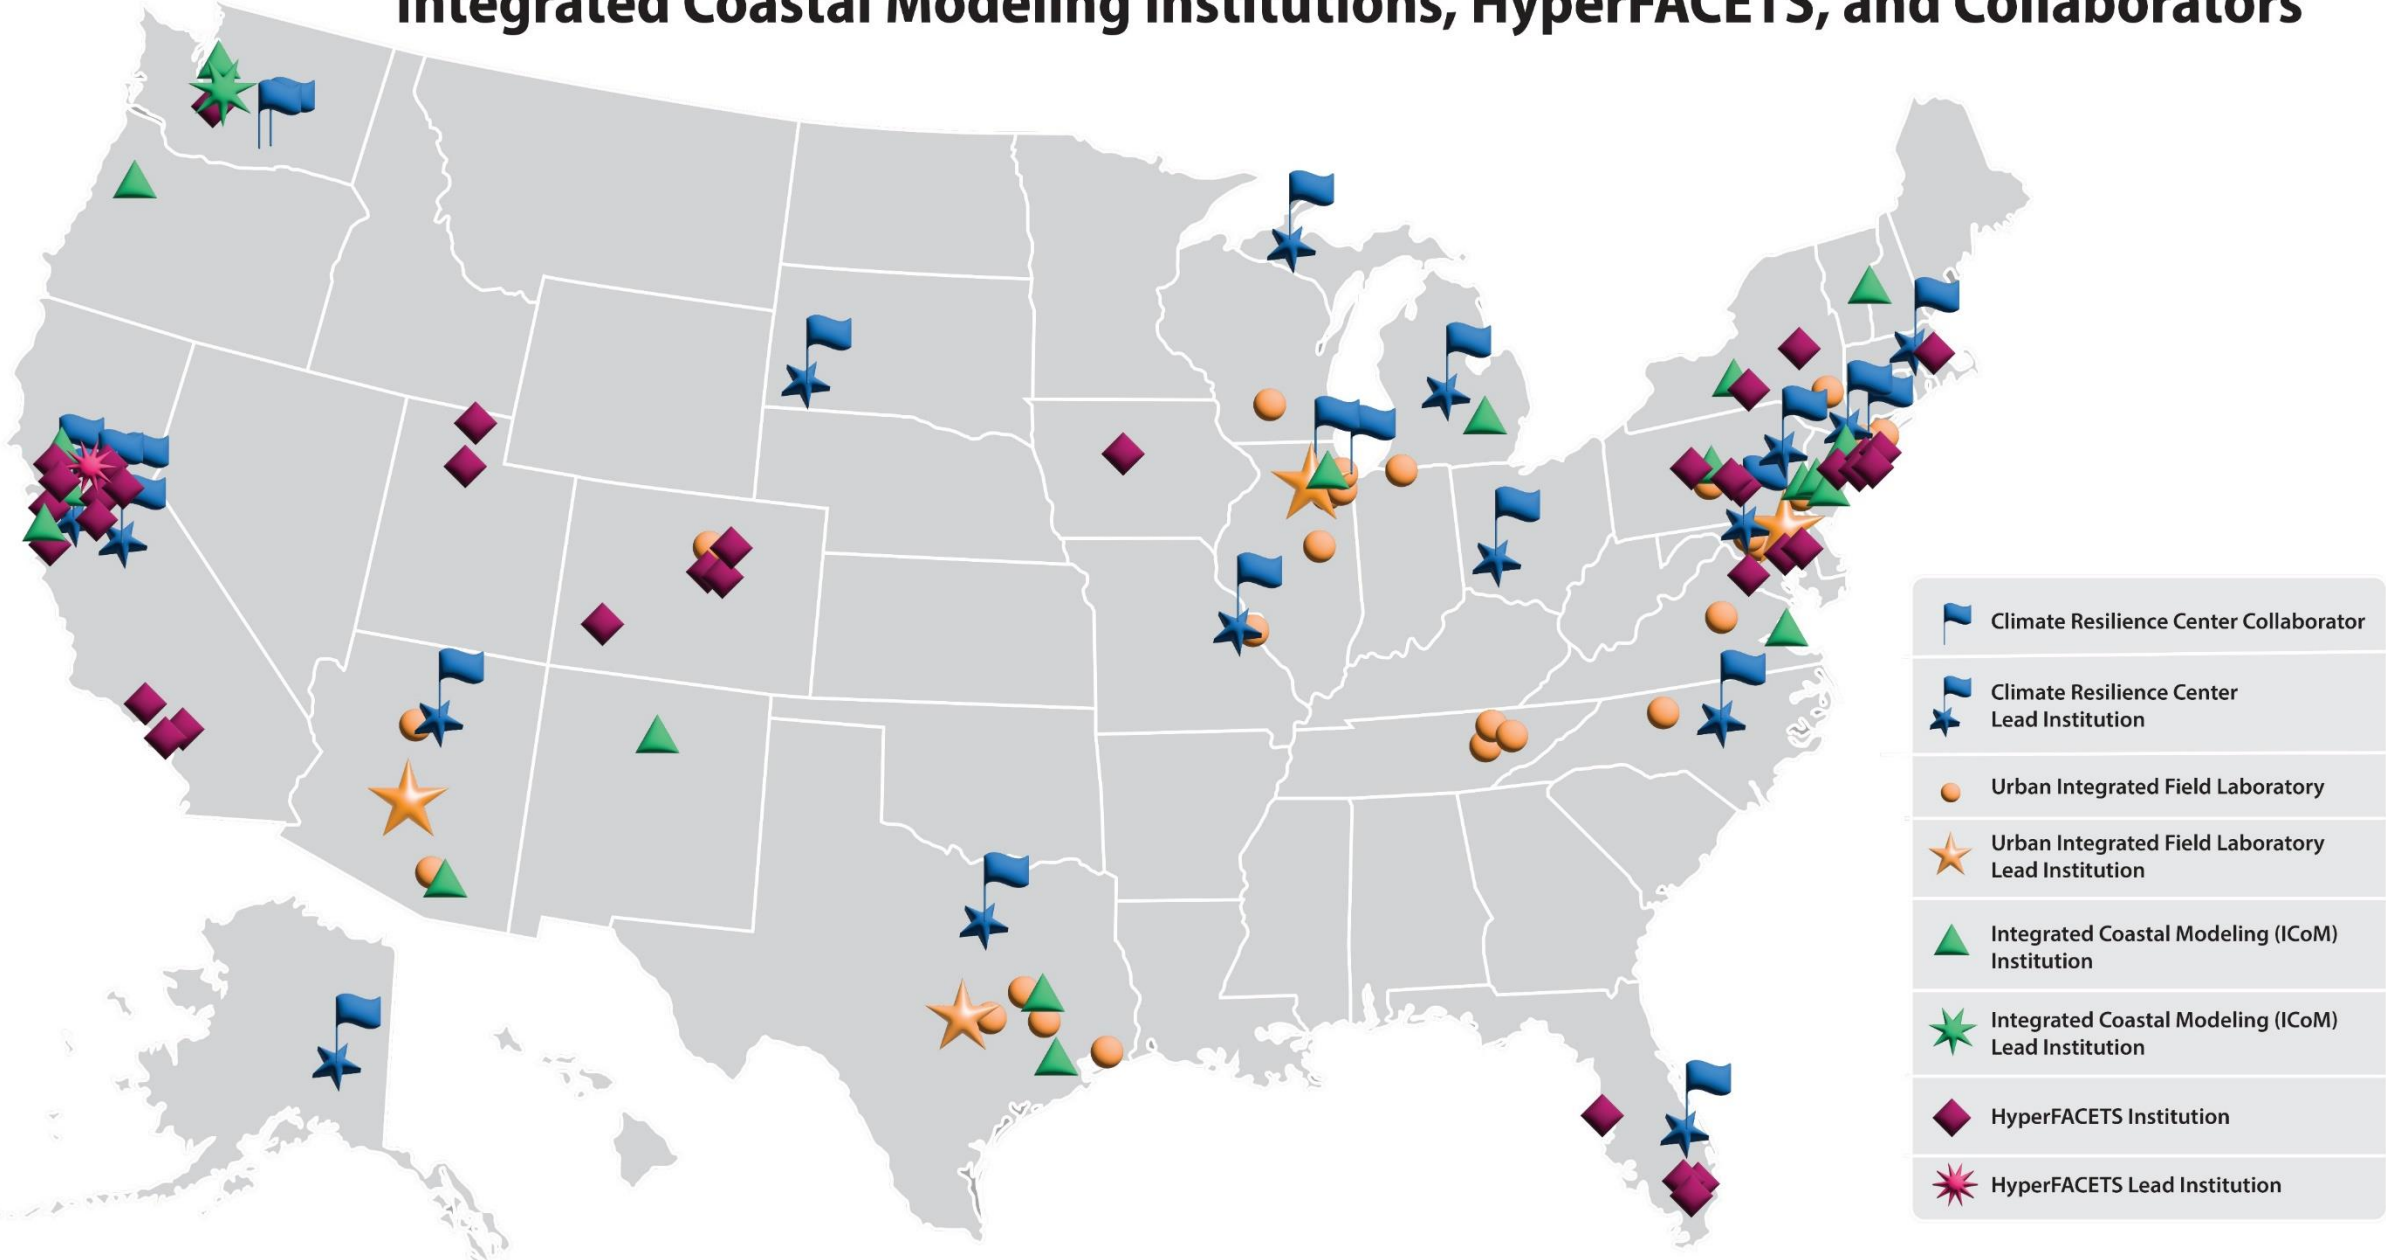 Integrated Coastal Modeling Institutions, HyperFACETS, and Collaborators
Climate Resilience Center Collaborator
Climate Resilience Center
Lead Institution
Urban Integrated Field Laboratory
Urban Integrated Field Laboratory
Lead Institution
Integrated Coastal Modeling (ICoM)
Institution
Integrated Coastal Modeling (ICoM)
Lead Institution
HyperFACETS Institution
HyperFACETS Lead Institution